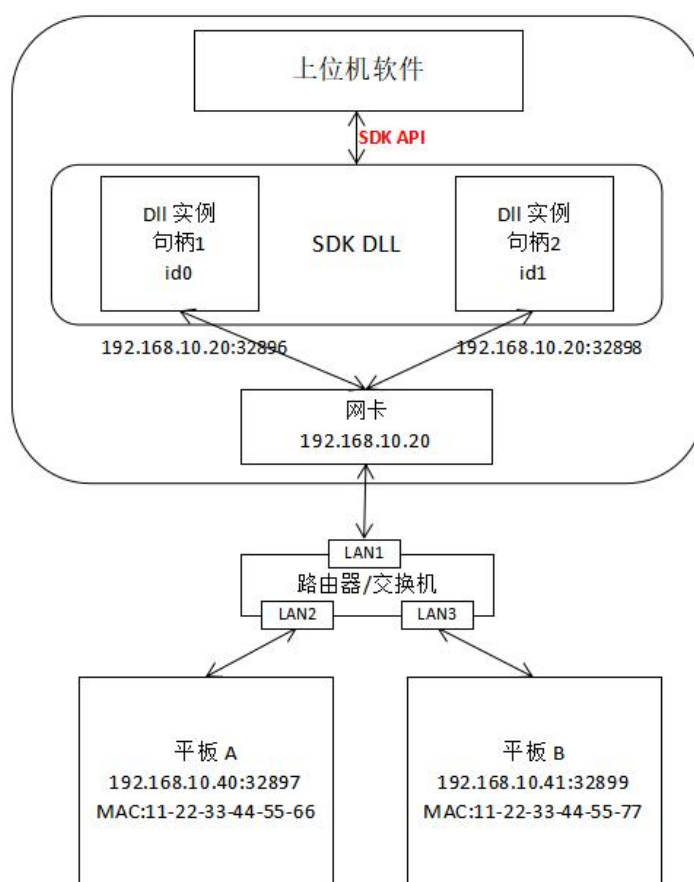 上位机软件
SDK API
Dll 实例
句柄1
id0
SDK DLL
Dll 实例
句柄2
id1
192.168.10.20:32896
192.168.10.20:32898
网卡
192.168.10.20
LAN1
路由器/交换机
LAN2
LAN3
平板 A
192.168.10.40:32897
MAC:11-22-33-44-55-66
平板 B
192.168.10.41:32899
MAC:11-22-33-44-55-77